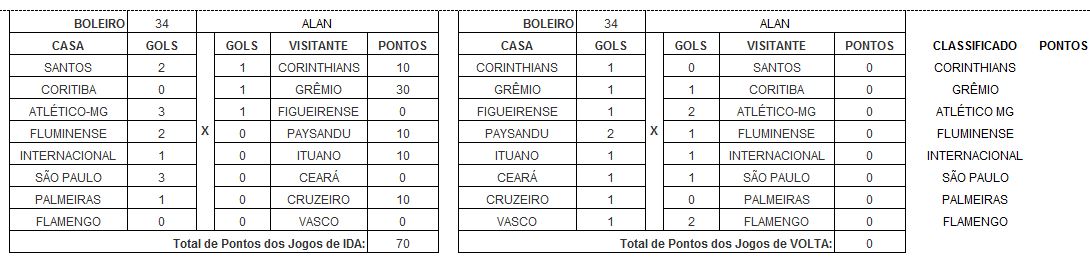 BOLEIRO 34 ALAN BOLEIRO 34 ALAN
CASA GOLS GOLS VISITANTE PONTOS CASA GOLS GOLS VISITANTE PONTOS CLASSIFICADO PONTOS
SANTOS 2 1 CORINTHIANS 10 CORINTHIANS 1 0 SANTOS 0 CORINTHIANS
CORITIBA 0 1 GRÊMIO 30 GRÊMIO 1 1 CORITIBA 0 GRÊMIO
ATLÉTICO-MG 3 1 FIGUEIRENSE 0 FIGUEIRENSE 1 2 ATLÉTICO-MG 0 ATLÉTICO MG
FLUMINENSE 2 X 0 PAYSANDU 10 PAYSANDU 2 X 1 FLUMINENSE 0 FLUMINENSE
INTERNACIONAL 1 0 ITUANO 10 ITUANO 1 1 INTERNACIONAL 0 INTERNACIONAL
SÃO PAULO 3 0 CEARÁ 0 CEARÁ 1 1 SÃO PAULO 0 SÃO PAULO
PALMEIRAS 1 0 CRUZEIRO 10 CRUZEIRO 1 0 PALMEIRAS 0 PALMEIRAS
FLAMENGO 0 0 VASCO 0 VASCO 1 2 FLAMENGO 0 FLAMENGO
Total de Pontos dos Jogos de IDA: 70 Total de Pontos dos Jogos de VOLTA: 0